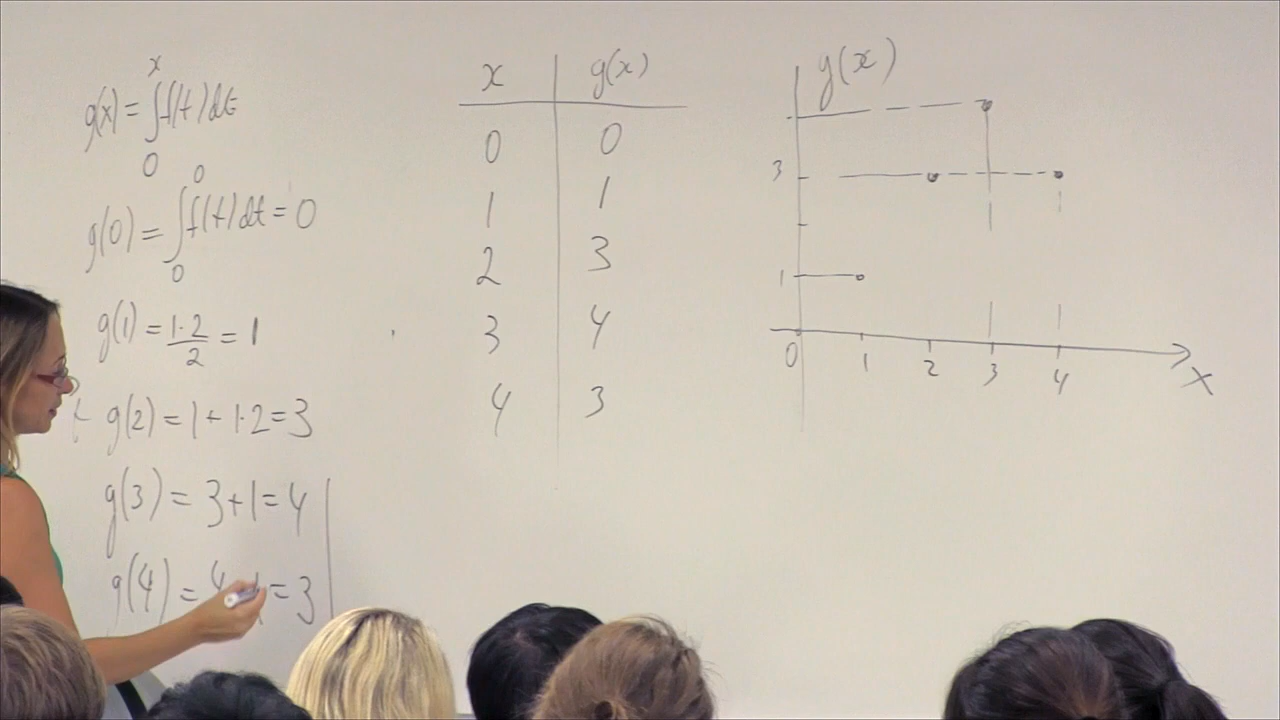 g(x) = ∫₀ˣ f(t) dt
g(0) = ∫₀⁰ f(t) dt = 0
g(1) = 1·2/2 = 1
g(2) = 1 + 1·2 = 3
g(3) = 3 + 1 = 4
g(4) = 4 = 3
x g(x)
0 0
1 1
2 3
3 4
4 3
g(x)
3
1
0 1 2 3 4
x